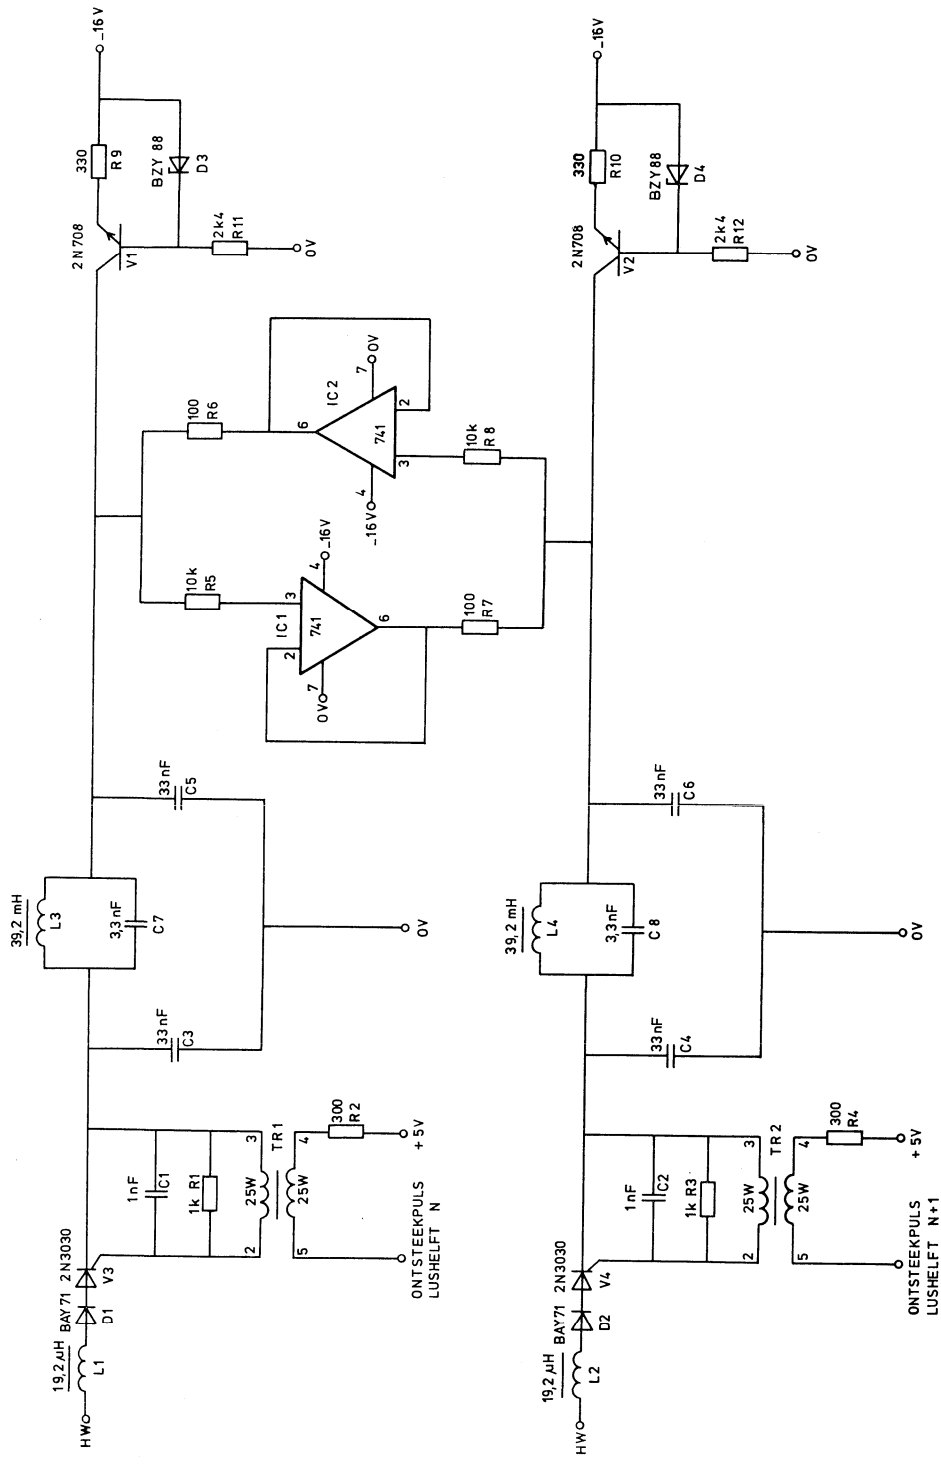 HW
19,2 µH
L1
BAY71
D1
2N3030
V3
1nF
C1
1k R1
25W
25W
2
3
5
4
TR1
300
R2
+5V
ONTSTEEKPULS
LUSHELFT N
33nF
C3
39,2 mH
L3
3,3nF
C7
33nF
C5
0V
10k
R5
100
R6
IC1
741
2
3
0V
7
4
-16V
6
100
R7
IC2
741
6
7
0V
4
-16V
3
2
10k
R8
2N708
V1
330
R9
-16V
BZY 88
D3
2k4
R11
0V
HW
19,2 µH
L2
BAY71
D2
2N3030
V4
1nF
C2
1k R3
25W
25W
2
3
5
4
TR2
300
R4
+5V
ONTSTEEKPULS
LUSHELFT N+1
33nF
C4
39,2 mH
L4
3,3nF
C8
33nF
C6
0V
2N708
V2
330
R10
-16V
BZY88
D4
2k4
R12
0V